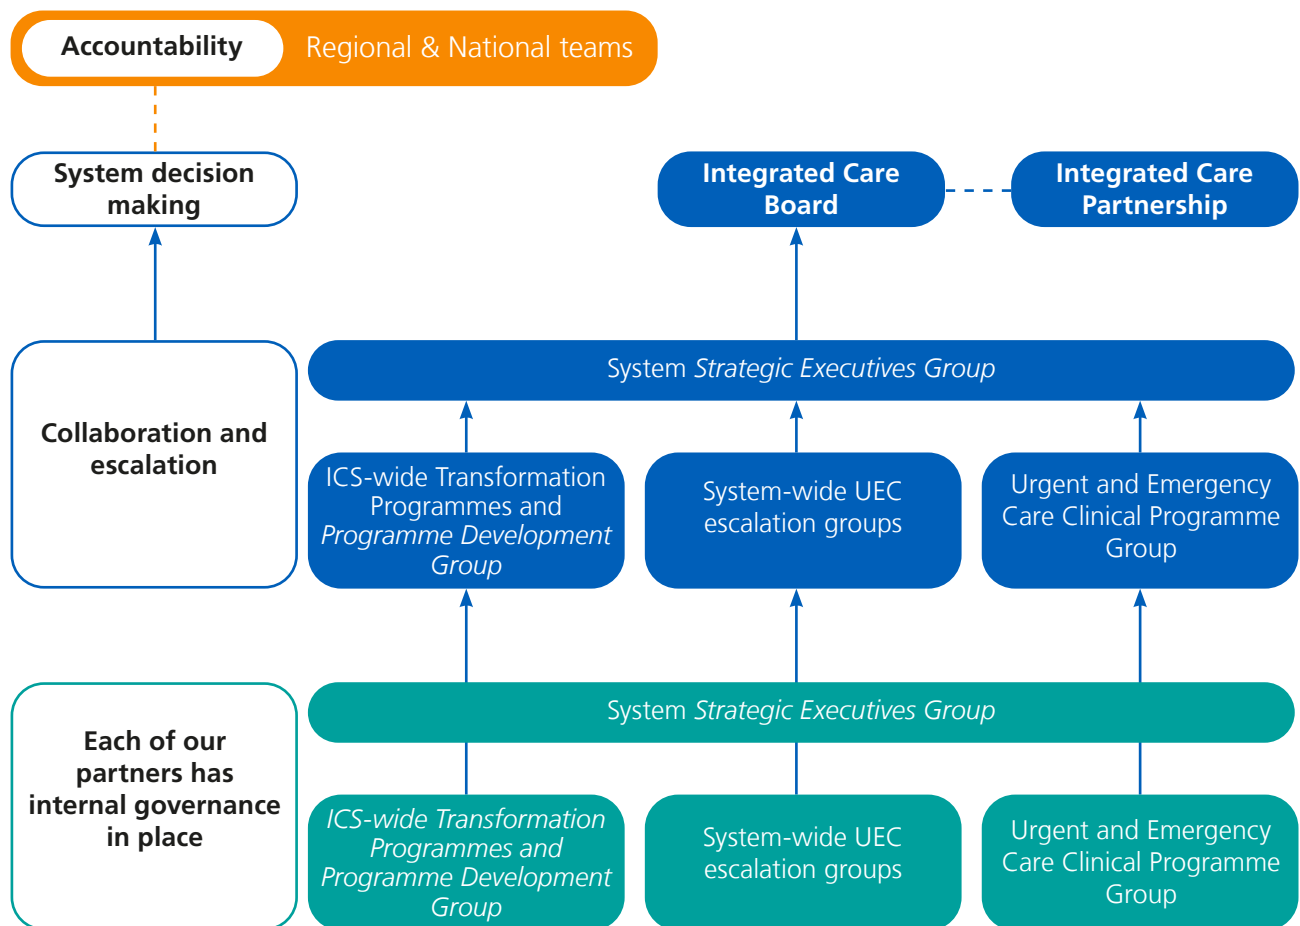 Accountability
Regional & National teams
System decision
making
Integrated Care
Board
Integrated Care
Partnership
Collaboration and
escalation
System Strategic Executives Group
ICS-wide Transformation
Programmes and
Programme Development
Group
System-wide UEC
escalation groups
Urgent and Emergency
Care Clinical Programme
Group
Each of our
partners has
internal governance
in place
System Strategic Executives Group
ICS-wide Transformation
Programmes and
Programme Development
Group
System-wide UEC
escalation groups
Urgent and Emergency
Care Clinical Programme
Group